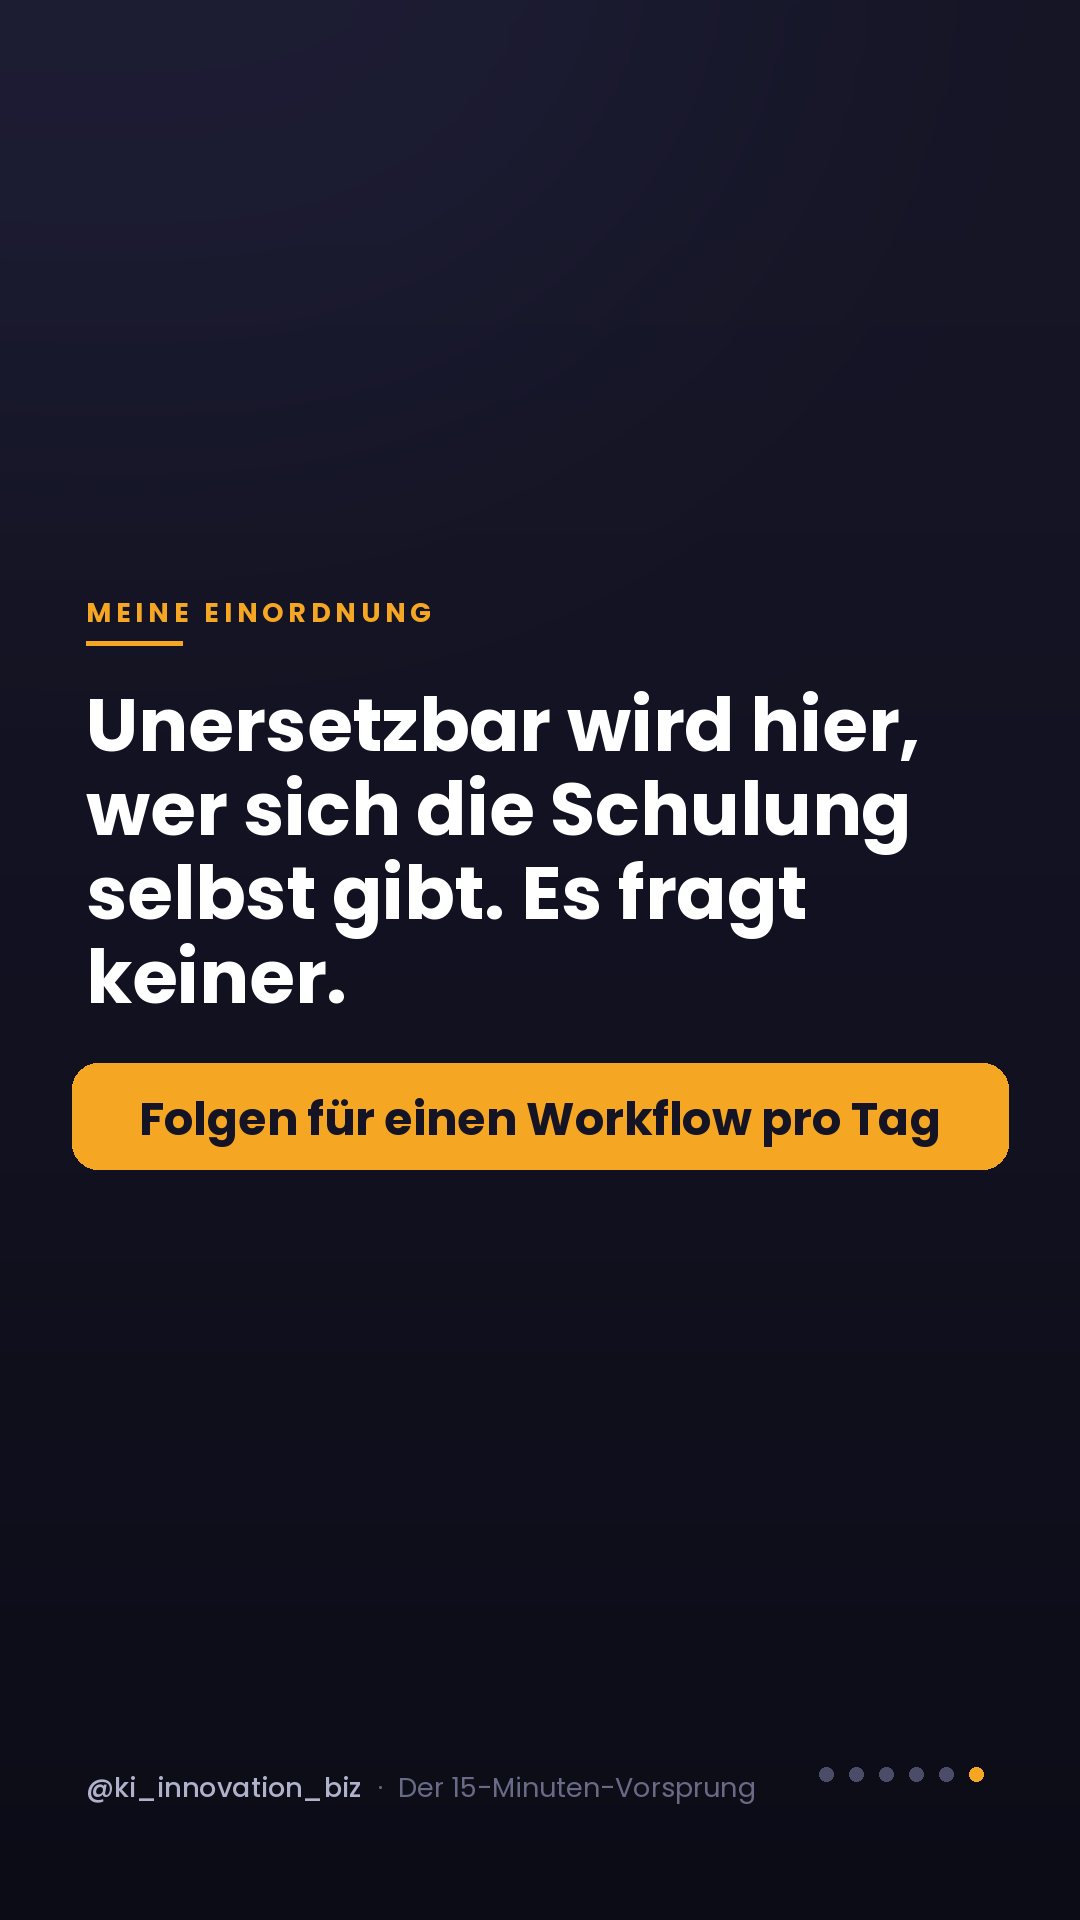 MEINE EINORDNUNG
Unersetzbar wird hier,
wer sich die Schulung
selbst gibt. Es fragt
keiner.
Folgen für einen Workflow pro Tag
@ki_innovation_biz · Der 15-Minuten-Vorsprung